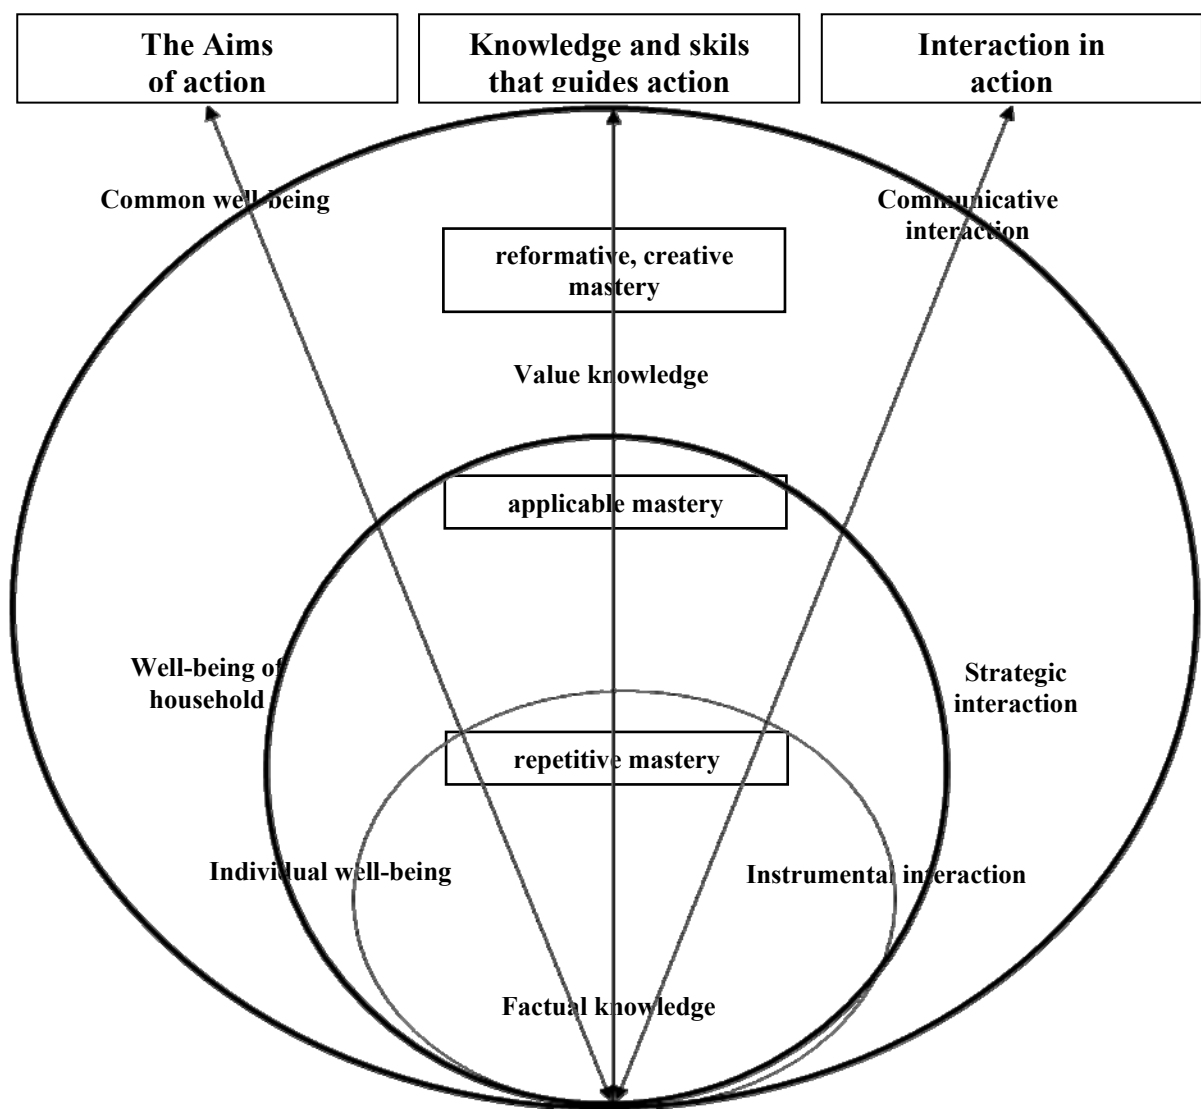 The Aims
of action
Knowledge and skils
that guides action
Interaction in
action
Common well-being
Communicative
interaction
reformative, creative
mastery
Value knowledge
applicable mastery
Well-being of
household
Strategic
interaction
repetitive mastery
Individual well-being
Instrumental interaction
Factual knowledge